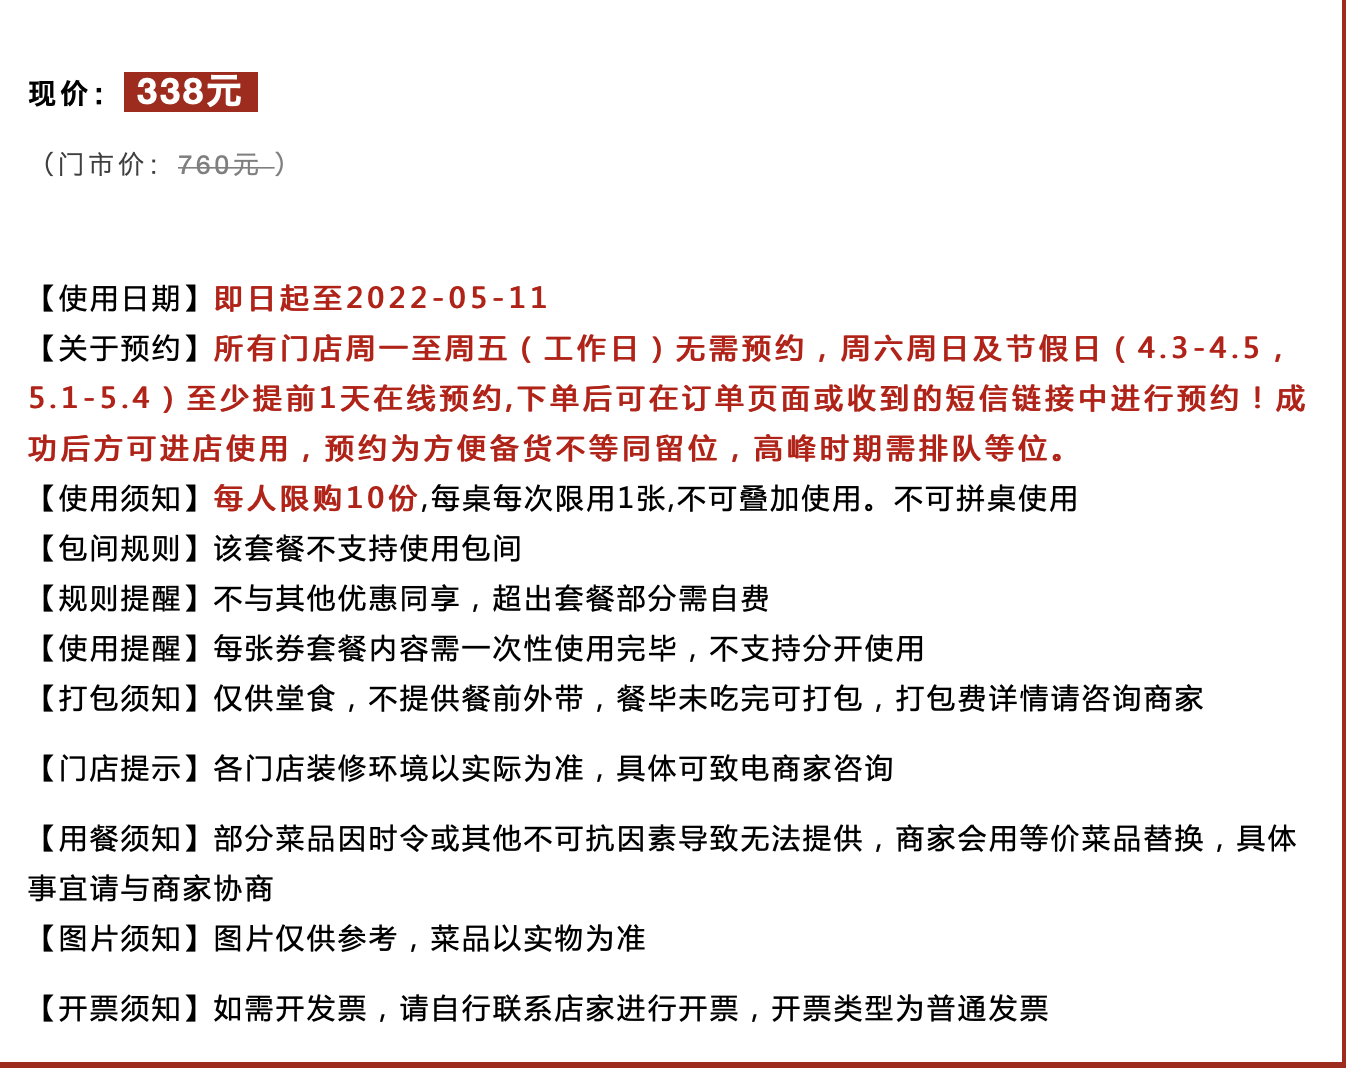 现价： 338元
（门市价：760元 ）
【使用日期】即日起至2022-05-11
【关于预约】所有门店周一至周五（工作日）无需预约，周六周日及节假日（4.3-4.5，
5.1-5.4）至少提前1天在线预约,下单后可在订单页面或收到的短信链接中进行预约！成
功后方可进店使用，预约为方便备货不等同留位，高峰时期需排队等位。
【使用须知】每人限购10份,每桌每次限用1张,不可叠加使用。不可拼桌使用
【包间规则】该套餐不支持使用包间
【规则提醒】不与其他优惠同享，超出套餐部分需自费
【使用提醒】每张券套餐内容需一次性使用完毕，不支持分开使用
【打包须知】仅供堂食，不提供餐前外带，餐毕未吃完可打包，打包费详情请咨询商家
【门店提示】各门店装修环境以实际为准，具体可致电商家咨询
【用餐须知】部分菜品因时令或其他不可抗因素导致无法提供，商家会用等价菜品替换，具体
事宜请与商家协商
【图片须知】图片仅供参考，菜品以实物为准
【开票须知】如需开发票，请自行联系店家进行开票，开票类型为普通发票